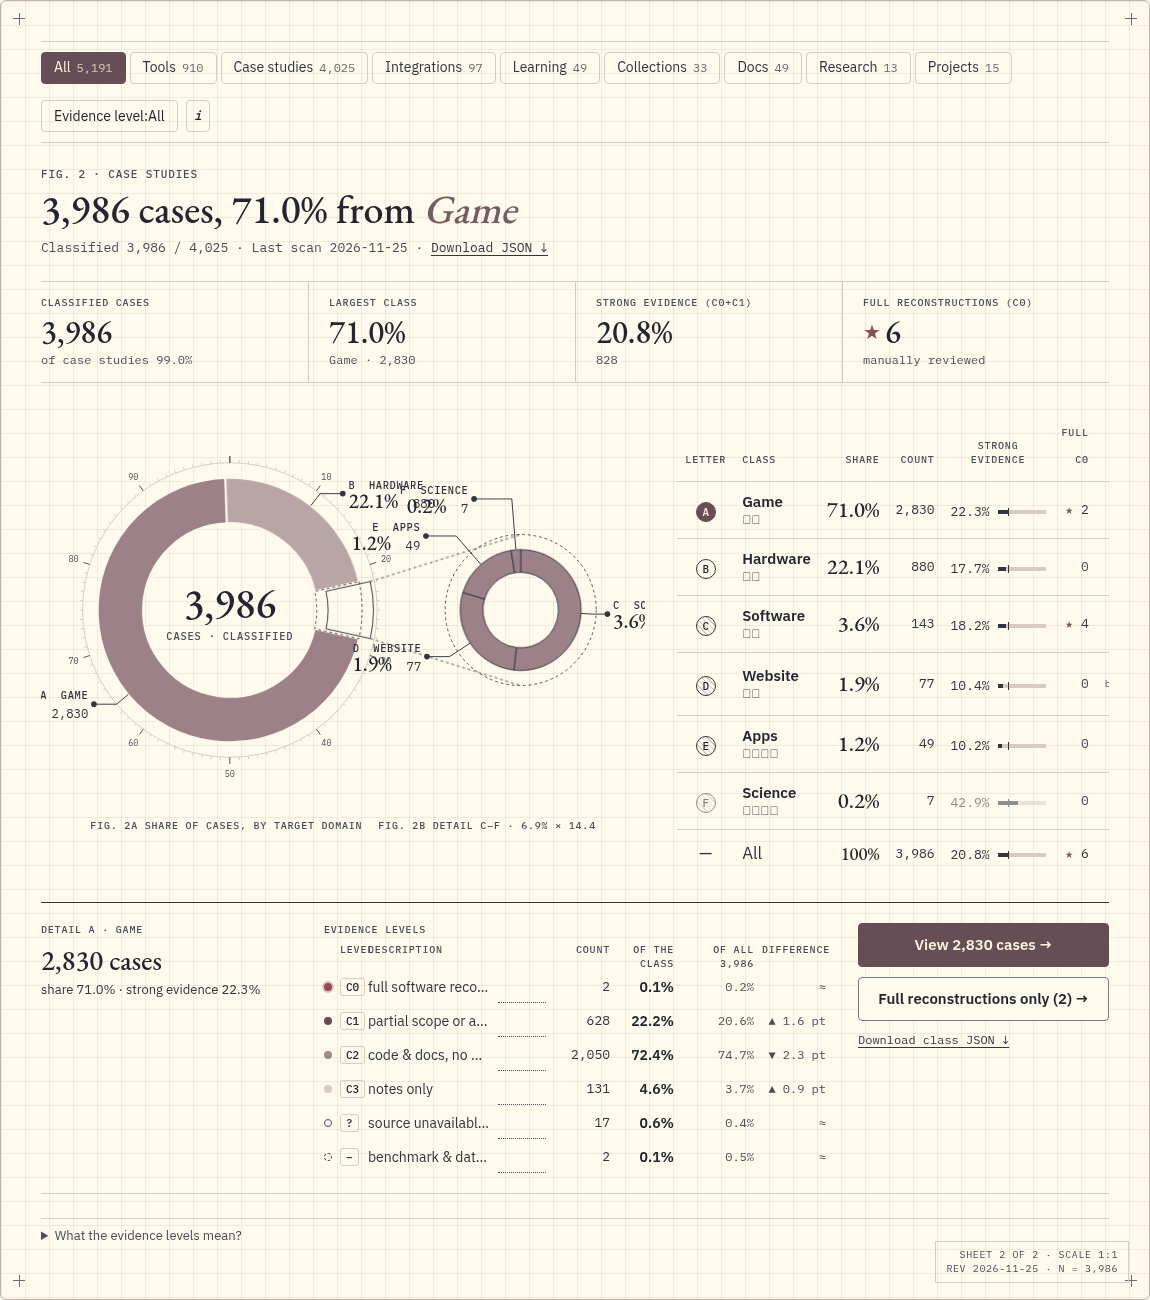 All 5,191 Tools 910 Case studies 4,025 Integrations 97 Learning 49 Collections 33 Docs 49 Research 13 Projects 15
Evidence level:All i
FIG. 2 · CASE STUDIES
3,986 cases, 71.0% from Game
Classified 3,986 / 4,025 · Last scan 2026-11-25 · Download JSON ↓
CLASSIFIED CASES
3,986
of case studies 99.0%
LARGEST CLASS
71.0%
Game · 2,830
STRONG EVIDENCE (C0+C1)
20.8%
828
FULL RECONSTRUCTIONS (C0)
★ 6
manually reviewed
90
10
80
20
70
60
40
50
3,986
CASES · CLASSIFIED
A GAME
2,830
B HARDWARE
22.1% 880
F SCIENCE
0.2% 7
E APPS
1.2% 49
D WEBSITE
1.9% 77
C SC
3.6%
FIG. 2A SHARE OF CASES, BY TARGET DOMAIN FIG. 2B DETAIL C–F · 6.9% × 14.4
LETTER CLASS SHARE COUNT STRONG EVIDENCE FULL C0
A Game 71.0% 2,830 22.3% ★ 2
B Hardware 22.1% 880 17.7% 0
C Software 3.6% 143 18.2% ★ 4
D Website 1.9% 77 10.4% 0
E Apps 1.2% 49 10.2% 0
F Science 0.2% 7 42.9% 0
— All 100% 3,986 20.8% ★ 6
DETAIL A · GAME
2,830 cases
share 71.0% · strong evidence 22.3%
EVIDENCE LEVELS
LEVEL DESCRIPTION COUNT OF THE CLASS OF ALL 3,986 DIFFERENCE
C0 full software reco... 2 0.1% 0.2% ≈
C1 partial scope or a... 628 22.2% 20.6% ▲ 1.6 pt
C2 code & docs, no ... 2,050 72.4% 74.7% ▼ 2.3 pt
C3 notes only 131 4.6% 3.7% ▲ 0.9 pt
? source unavailabl... 17 0.6% 0.4% ≈
– benchmark & dat... 2 0.1% 0.5% ≈
View 2,830 cases →
Full reconstructions only (2) →
Download class JSON ↓
▶ What the evidence levels mean?
SHEET 2 OF 2 · SCALE 1:1
REV 2026-11-25 · N = 3,986